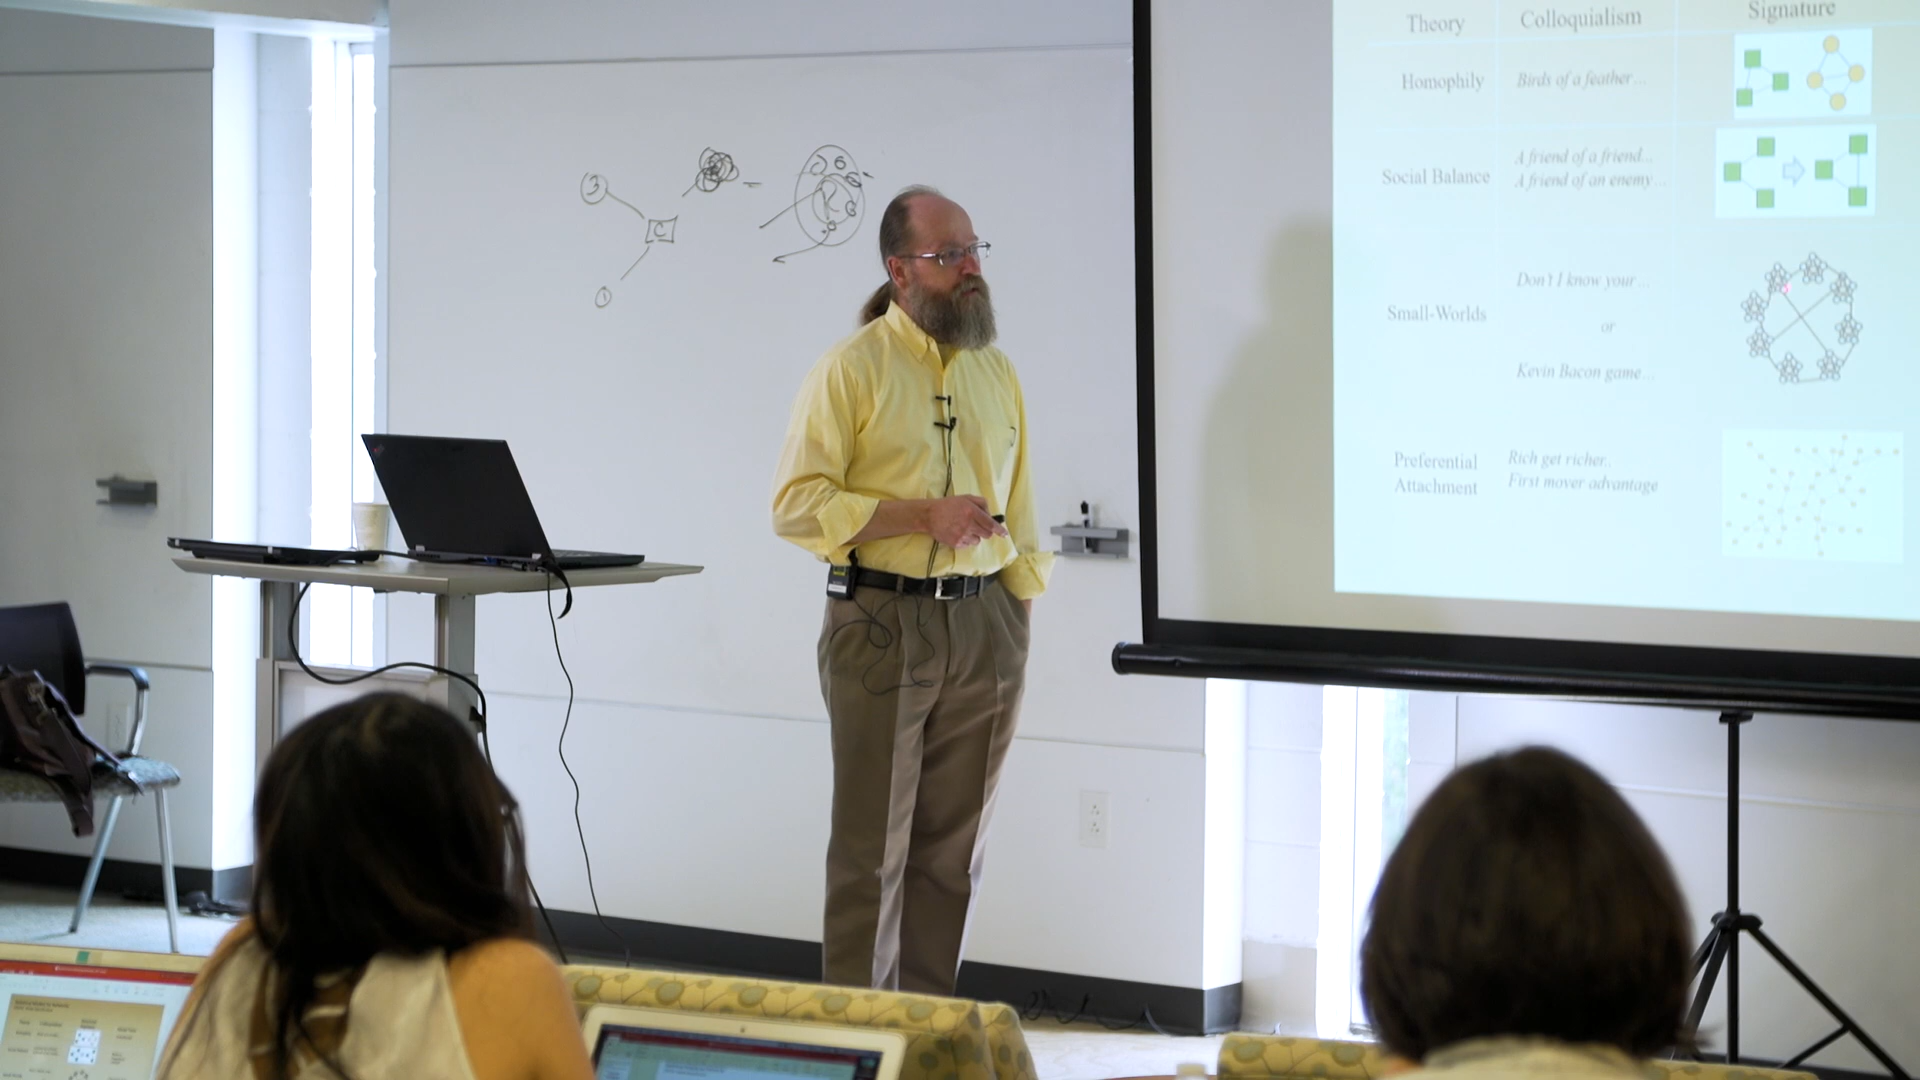 Theory Colloquialism Signature
Homophily Birds of a feather...
Social Balance A friend of a friend...
A friend of an enemy...
Small-Worlds Don't I know your...
or
Kevin Bacon game...
Preferential Attachment Rich get richer..
First mover advantage
3
C
1